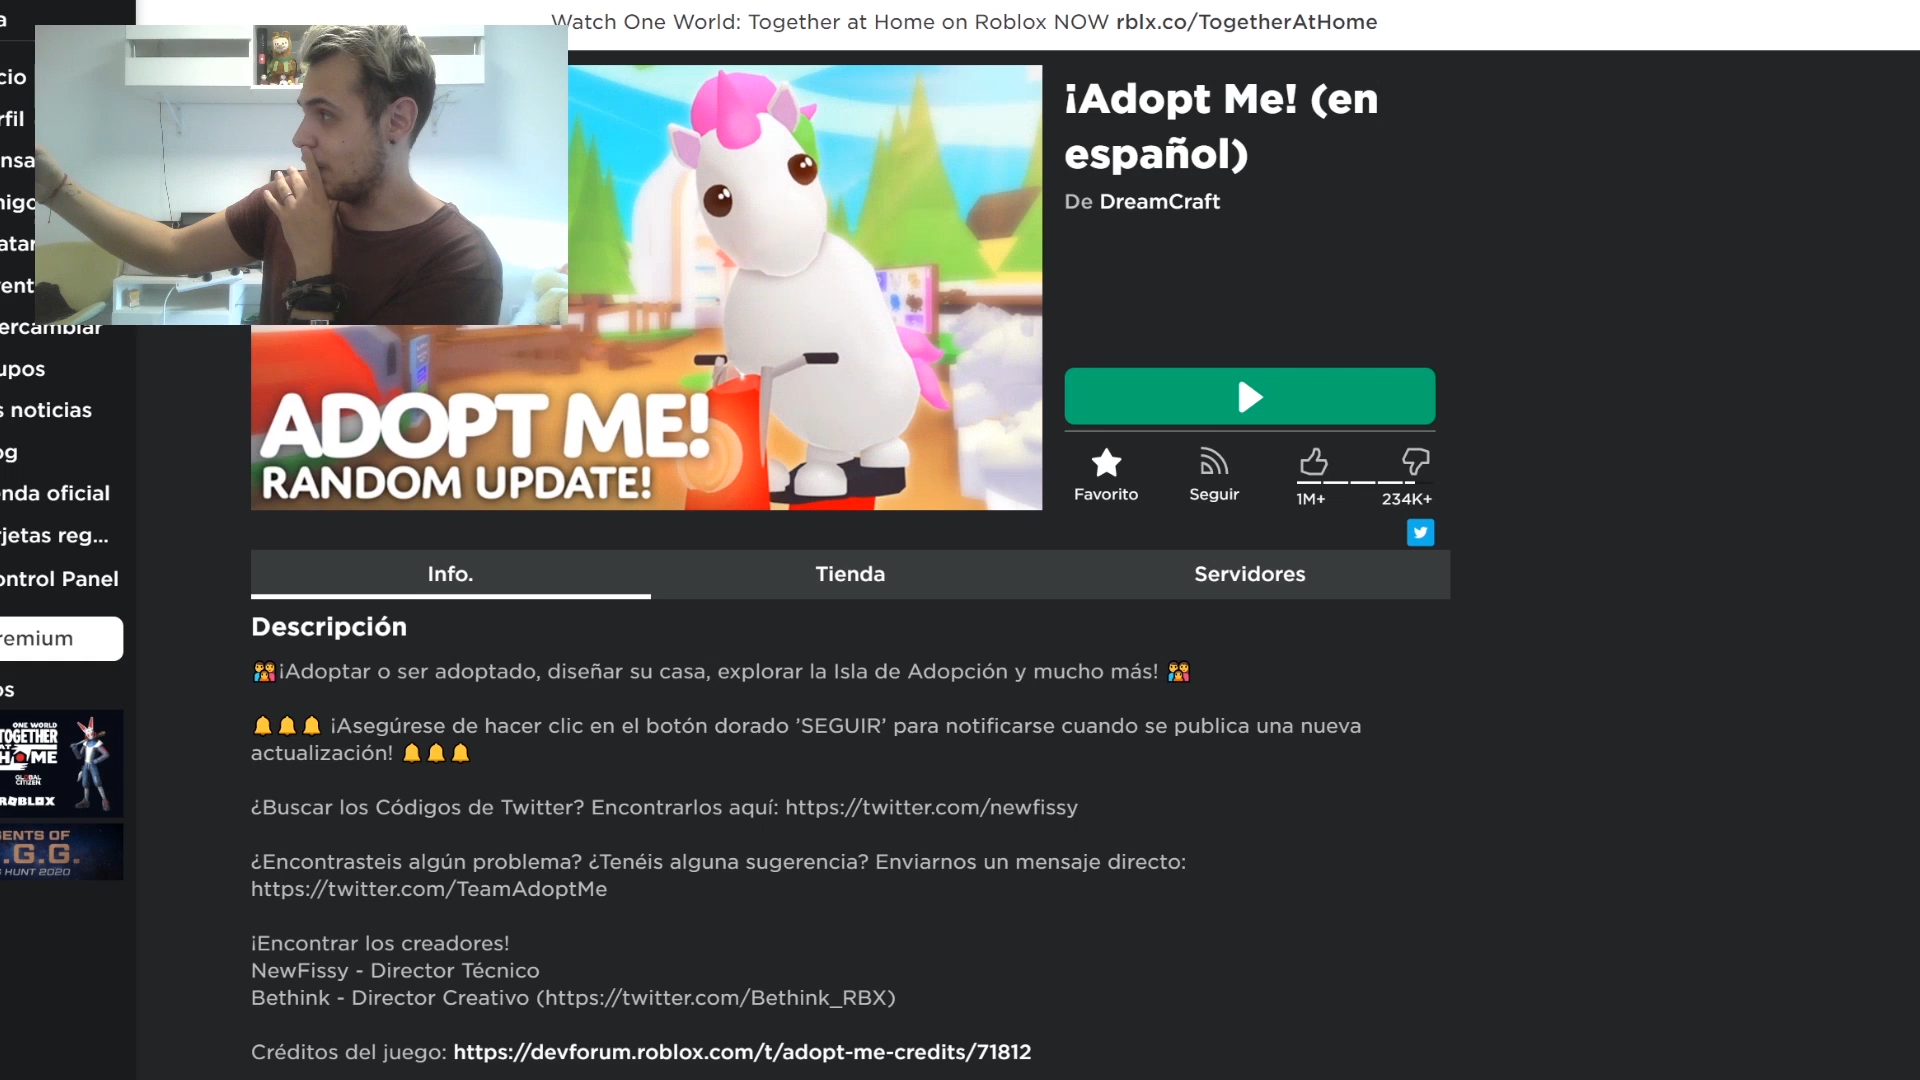 Watch One World: Together at Home on Roblox NOW rblx.co/TogetherAtHome
a
cio
rfil
nsa
nigo
atar
vent
ercambiar
upos
s noticias
og
enda oficial
rjetas reg...
ontrol Panel
remium
os
ONE WORLD
TOGETHER
AT HOME
GLOBAL
CITIZEN
ROBLOX
ENTS OF
.G.G.
HUNT 2020
ADOPT ME!
RANDOM UPDATE!
¡Adopt Me! (en
español)
De DreamCraft
Favorito
Seguir
1M+
234K+
Info.
Tienda
Servidores
Descripción
👩‍👩‍👧‍👦¡Adoptar o ser adoptado, diseñar su casa, explorar la Isla de Adopción y mucho más! 👩‍👩‍👧‍👦
🔔🔔🔔 ¡Asegúrese de hacer clic en el botón dorado ’SEGUIR’ para notificarse cuando se publica una nueva
actualización! 🔔🔔🔔
¿Buscar los Códigos de Twitter? Encontrarlos aquí: https://twitter.com/newfissy
¿Encontrasteis algún problema? ¿Tenéis alguna sugerencia? Enviarnos un mensaje directo:
https://twitter.com/TeamAdoptMe
¡Encontrar los creadores!
NewFissy - Director Técnico
Bethink - Director Creativo (https://twitter.com/Bethink_RBX)
Créditos del juego: https://devforum.roblox.com/t/adopt-me-credits/71812